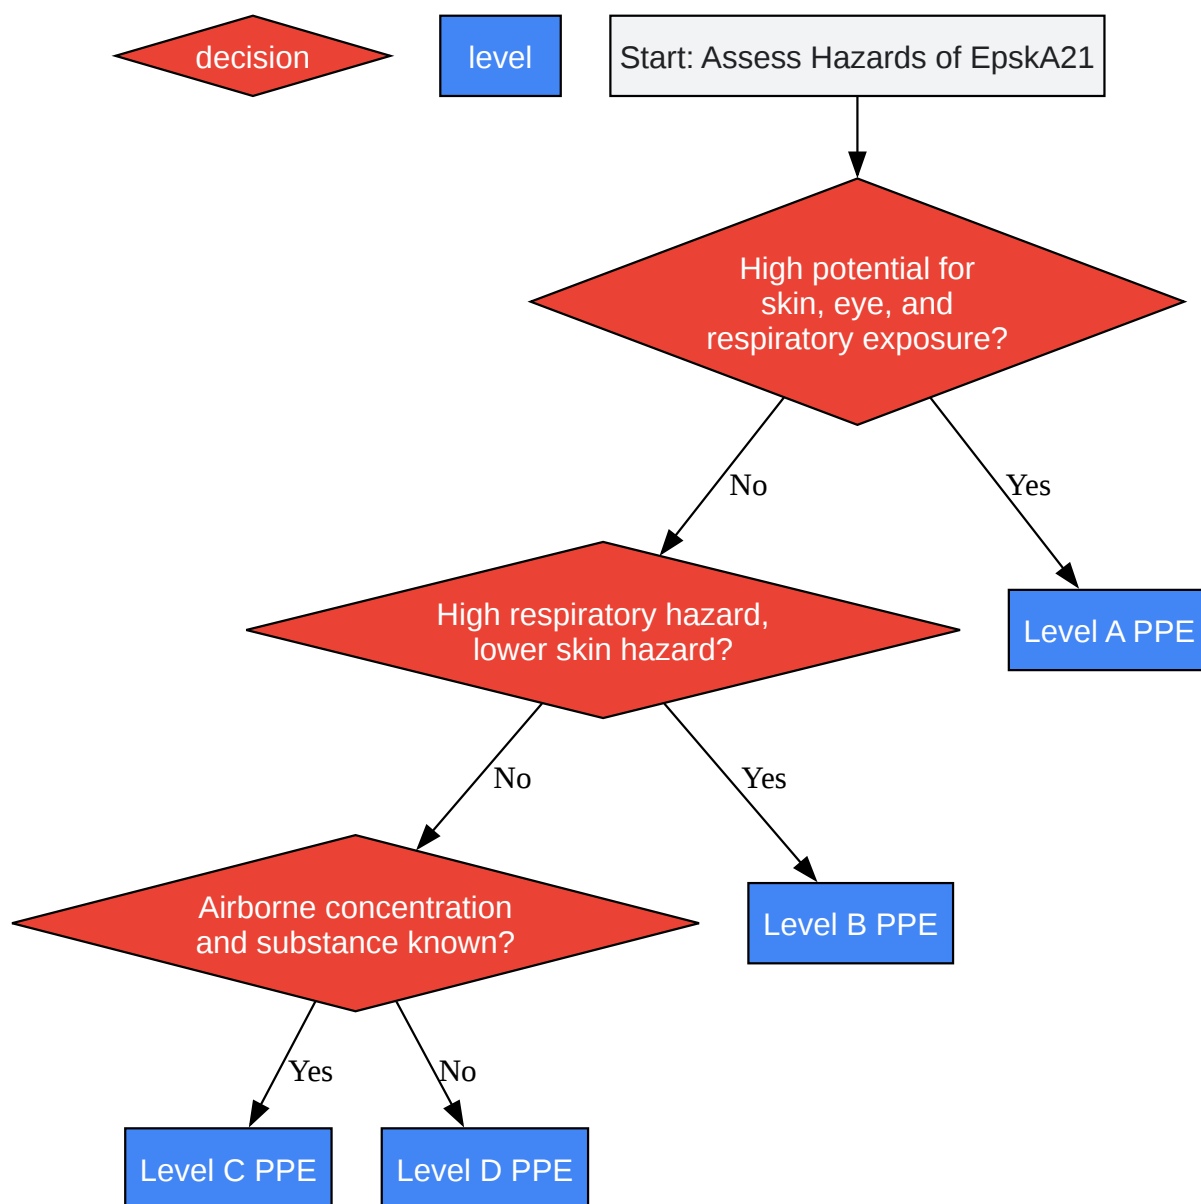 decision
level
Start: Assess Hazards of EpskA21
High potential for
skin, eye, and
respiratory exposure?
No
Yes
High respiratory hazard,
lower skin hazard?
Level A PPE
No
Yes
Airborne concentration
and substance known?
Level B PPE
Yes
No
Level C PPE
Level D PPE